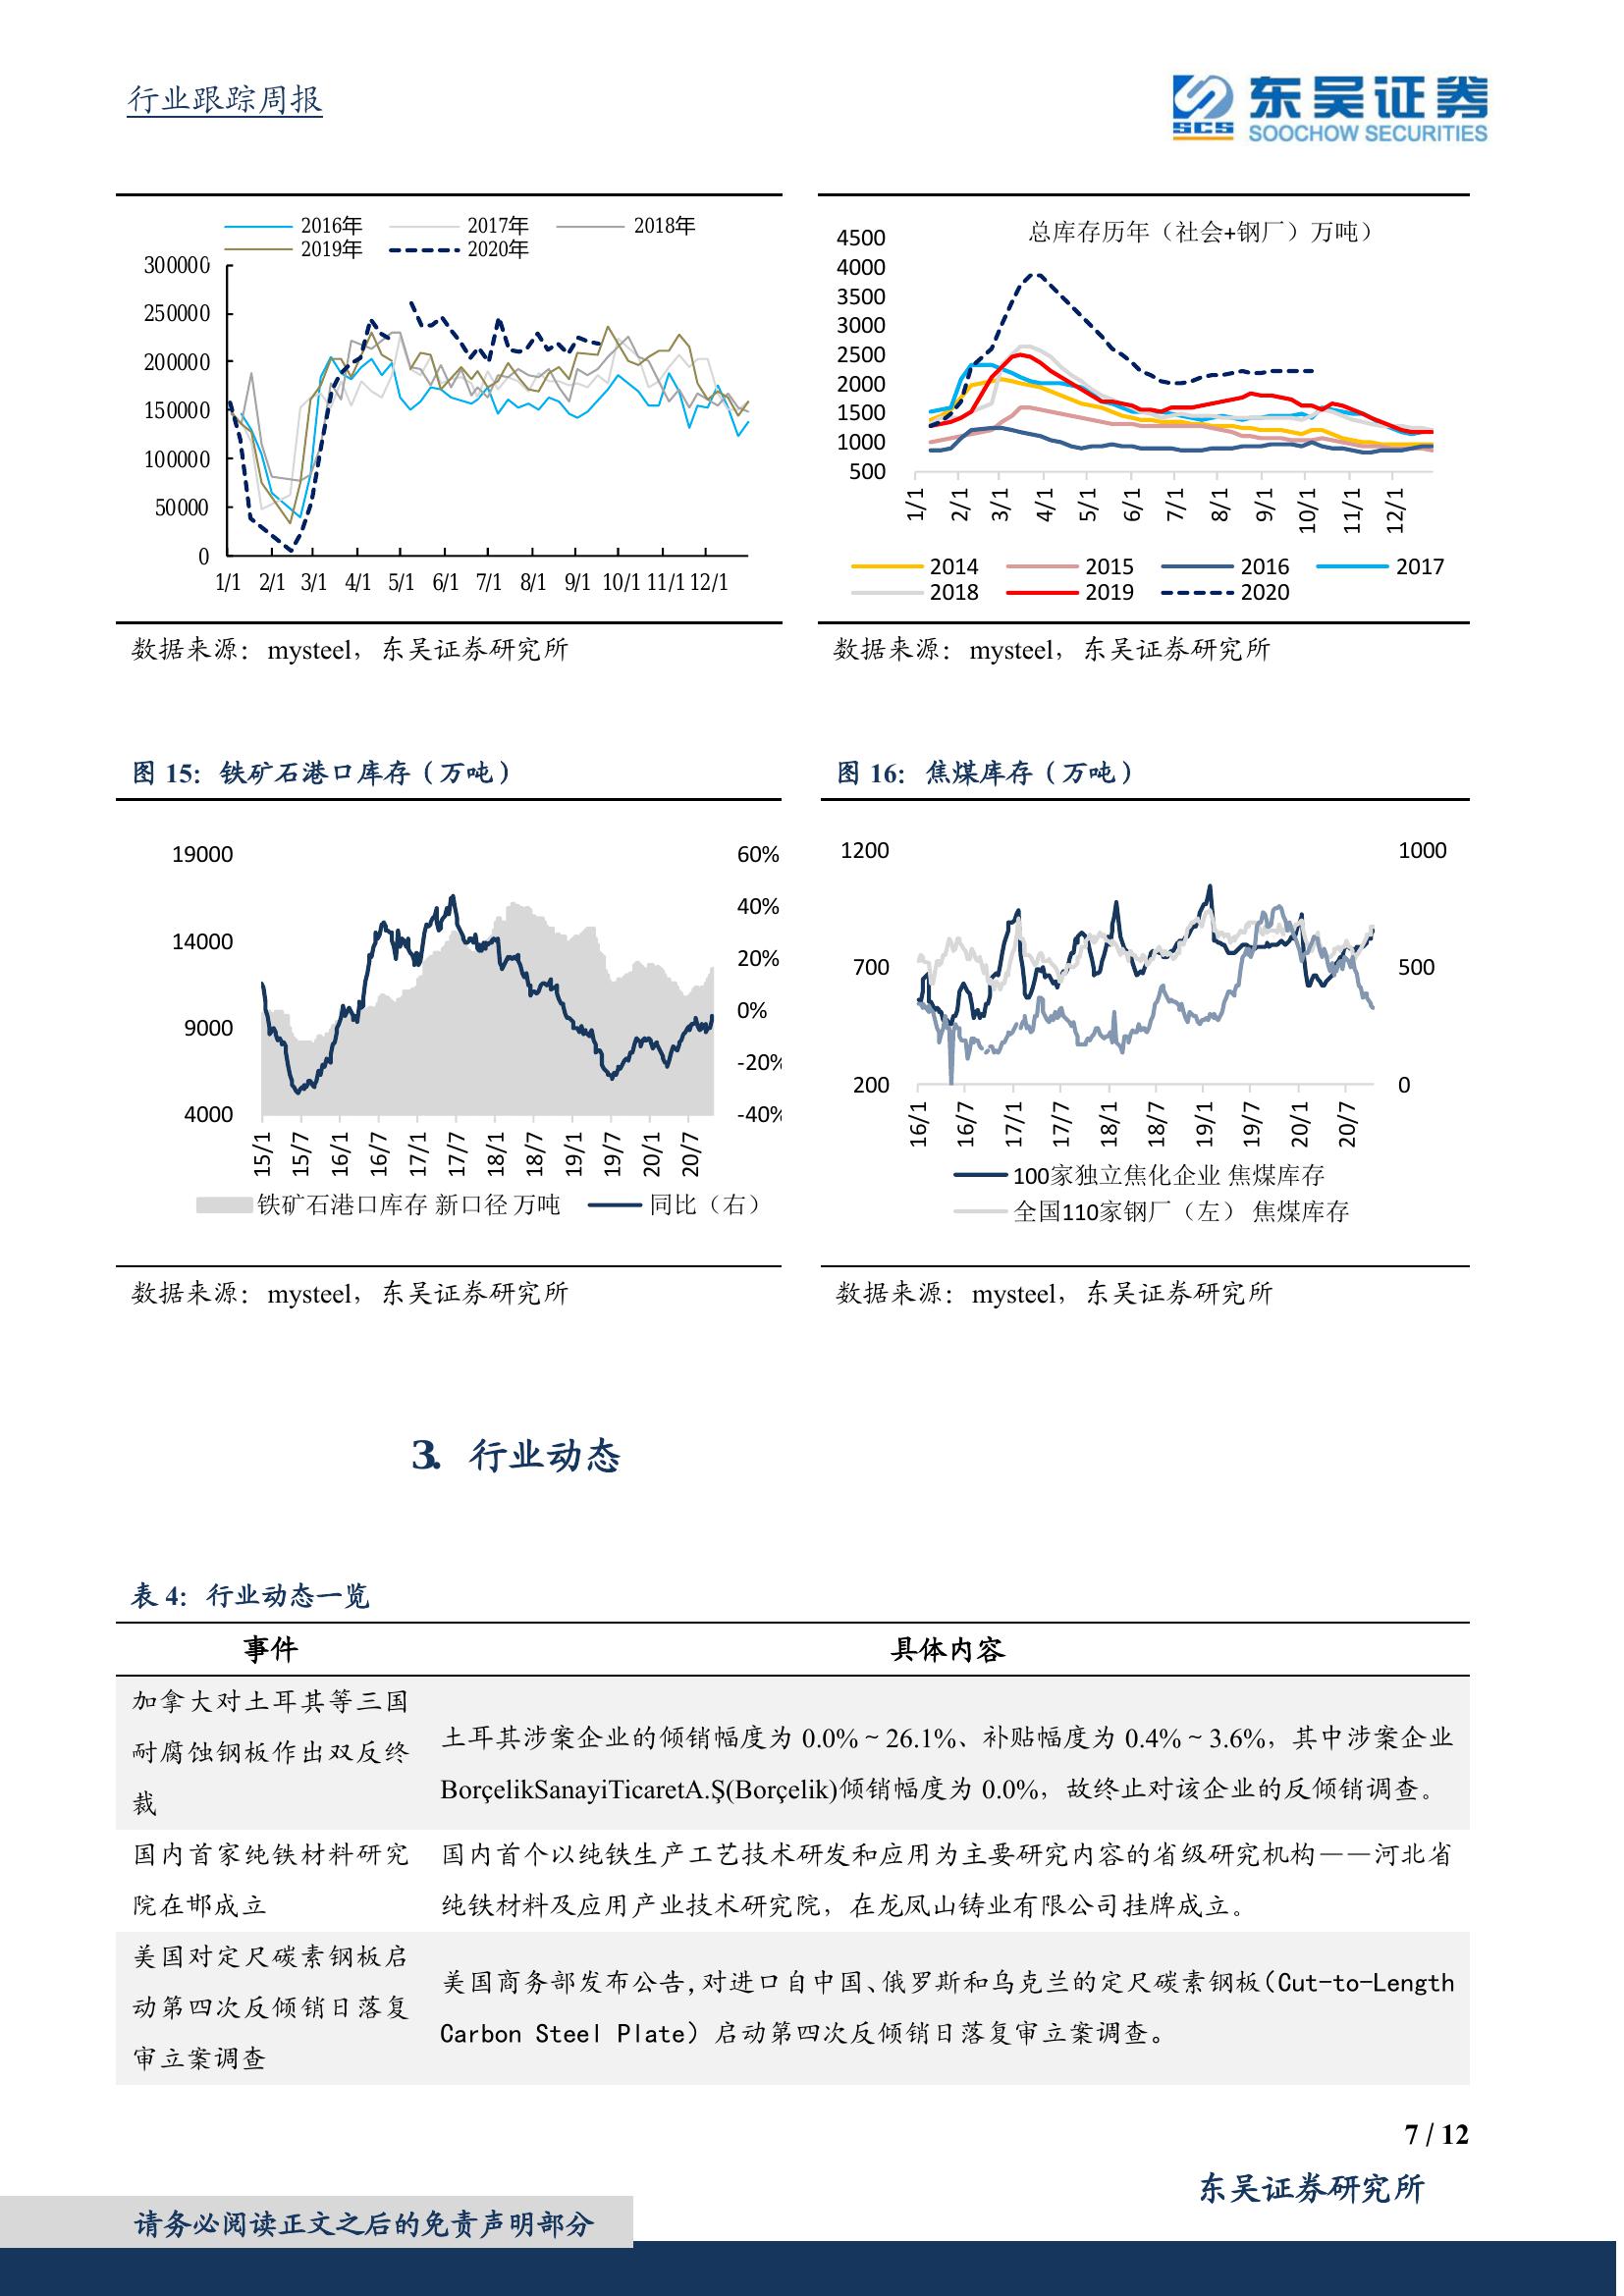 行业跟踪周报
东吴证券
SCS
SOOCHOW SECURITIES
2016年 2017年 2018年
2019年 2020年
300000
250000
200000
150000
100000
50000
0
1/1 2/1 3/1 4/1 5/1 6/1 7/1 8/1 9/1 10/1 11/1 12/1
数据来源：mysteel，东吴证券研究所
总库存历年（社会+钢厂）万吨）
4500
4000
3500
3000
2500
2000
1500
1000
500
1/1 2/1 3/1 4/1 5/1 6/1 7/1 8/1 9/1 10/1 11/1 12/1
2014 2015 2016 2017
2018 2019 2020
数据来源：mysteel，东吴证券研究所
图 15：铁矿石港口库存（万吨）
19000
14000
9000
4000
60%
40%
20%
0%
-20%
-40%
15/1 15/7 16/1 16/7 17/1 17/7 18/1 18/7 19/1 19/7 20/1 20/7
铁矿石港口库存 新口径 万吨 同比（右）
数据来源：mysteel，东吴证券研究所
图 16：焦煤库存（万吨）
1200
700
200
1000
500
0
16/1 16/7 17/1 17/7 18/1 18/7 19/1 19/7 20/1 20/7
100家独立焦化企业 焦煤库存
全国110家钢厂（左） 焦煤库存
数据来源：mysteel，东吴证券研究所
3. 行业动态
表 4：行业动态一览
事件 具体内容
加拿大对土耳其等三国
耐腐蚀钢板作出双反终
裁
土耳其涉案企业的倾销幅度为 0.0%～26.1%、补贴幅度为 0.4%～3.6%，其中涉案企业
BorçelikSanayiTicaretA.Ş(Borçelik)倾销幅度为 0.0%，故终止对该企业的反倾销调查。
国内首家纯铁材料研究
院在邯成立
国内首个以纯铁生产工艺技术研发和应用为主要研究内容的省级研究机构——河北省
纯铁材料及应用产业技术研究院，在龙凤山铸业有限公司挂牌成立。
美国对定尺碳素钢板启
动第四次反倾销日落复
审立案调查
美国商务部发布公告,对进口自中国、俄罗斯和乌克兰的定尺碳素钢板（Cut-to-Length
Carbon Steel Plate）启动第四次反倾销日落复审立案调查。
7 / 12
东吴证券研究所
请务必阅读正文之后的免责声明部分